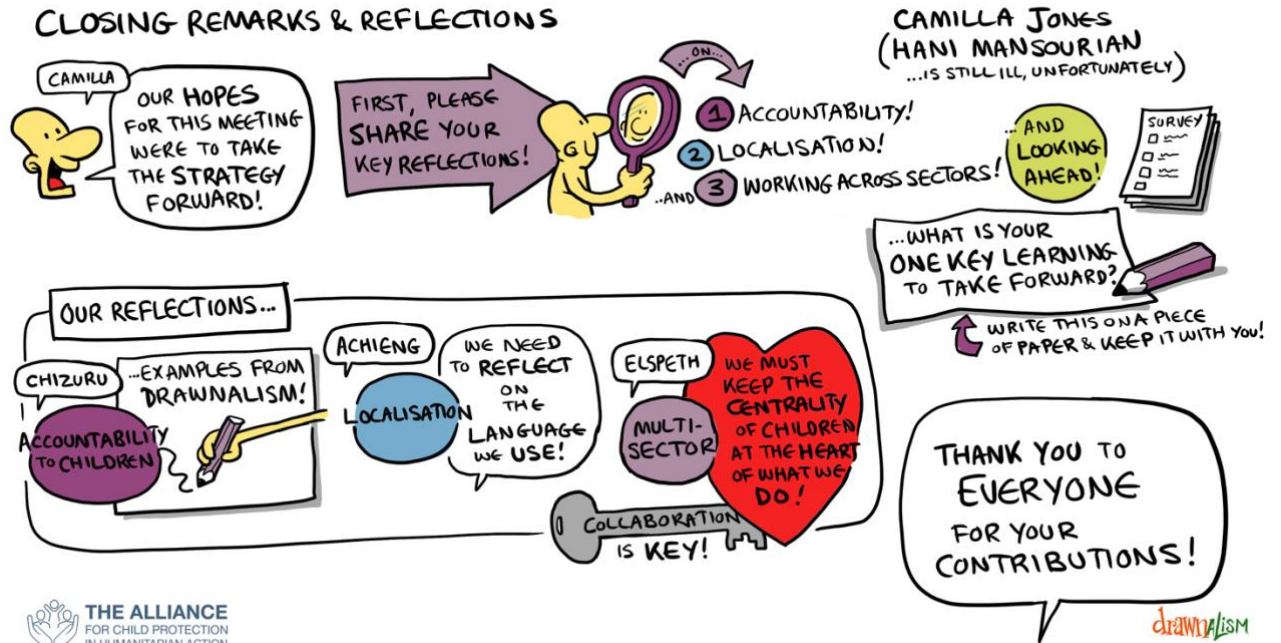 CLOSING REMARKS & REFLECTIONS
CAMILLA
OUR HOPES
FOR THIS MEETING
WERE TO TAKE
THE STRATEGY
FORWARD!
FIRST, PLEASE
SHARE YOUR
KEY REFLECTIONS!
...ON...
1 ACCOUNTABILITY!
2 LOCALISATION!
...AND 3 WORKING ACROSS SECTORS!
CAMILLA JONES
(HANI MANSOURIAN
...IS STILL ILL, UNFORTUNATELY)
...AND
LOOKING
AHEAD!
SURVEY
...WHAT IS YOUR
ONE KEY LEARNING
TO TAKE FORWARD?
WRITE THIS ON A PIECE
OF PAPER & KEEP IT WITH YOU!
OUR REFLECTIONS...
CHIZURU
ACCOUNTABILITY
TO CHILDREN
...EXAMPLES FROM
DRAWNALISM!
ACHIENG
LOCALISATION
WE NEED
TO REFLECT
ON
THE
LANGUAGE
WE USE!
ELSPETH
MULTI-
SECTOR
WE MUST
KEEP THE
CENTRALITY
OF CHILDREN
AT THE HEART
OF WHAT WE
DO!
COLLABORATION
IS KEY!
THANK YOU TO
EVERYONE
FOR YOUR
CONTRIBUTIONS!
THE ALLIANCE
FOR CHILD PROTECTION
IN HUMANITARIAN ACTION
drawnalism